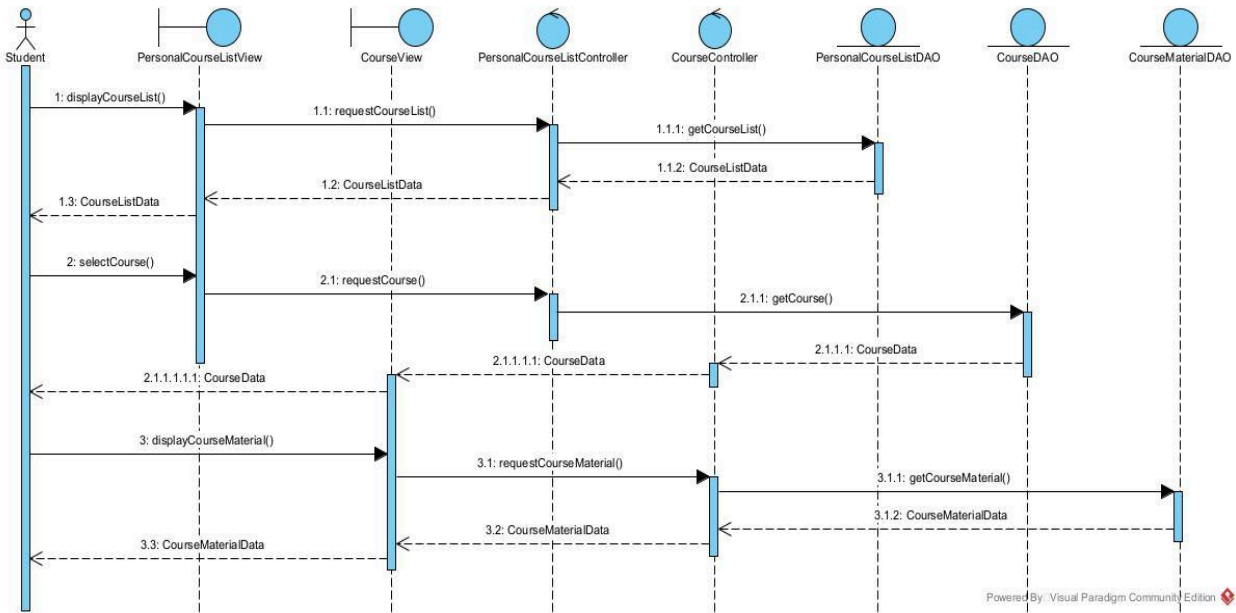 Student
PersonalCourseListView
CourseView
PersonalCourseListController
CourseController
PersonalCourseListDAO
CourseDAO
CourseMaterialDAO
1: displayCourseList()
1.1: requestCourseList()
1.1.1: getCourseList()
1.1.2: CourseListData
1.2: CourseListData
1.3: CourseListData
2: selectCourse()
2.1: requestCourse()
2.1.1: getCourse()
2.1.1.1: CourseData
2.1.1.1.1: CourseData
2.1.1.1.1.1: CourseData
3: displayCourseMaterial()
3.1: requestCourseMaterial()
3.1.1: getCourseMaterial()
3.1.2: CourseMaterialData
3.2: CourseMaterialData
3.3: CourseMaterialData
Powered By Visual Paradigm Community Edition